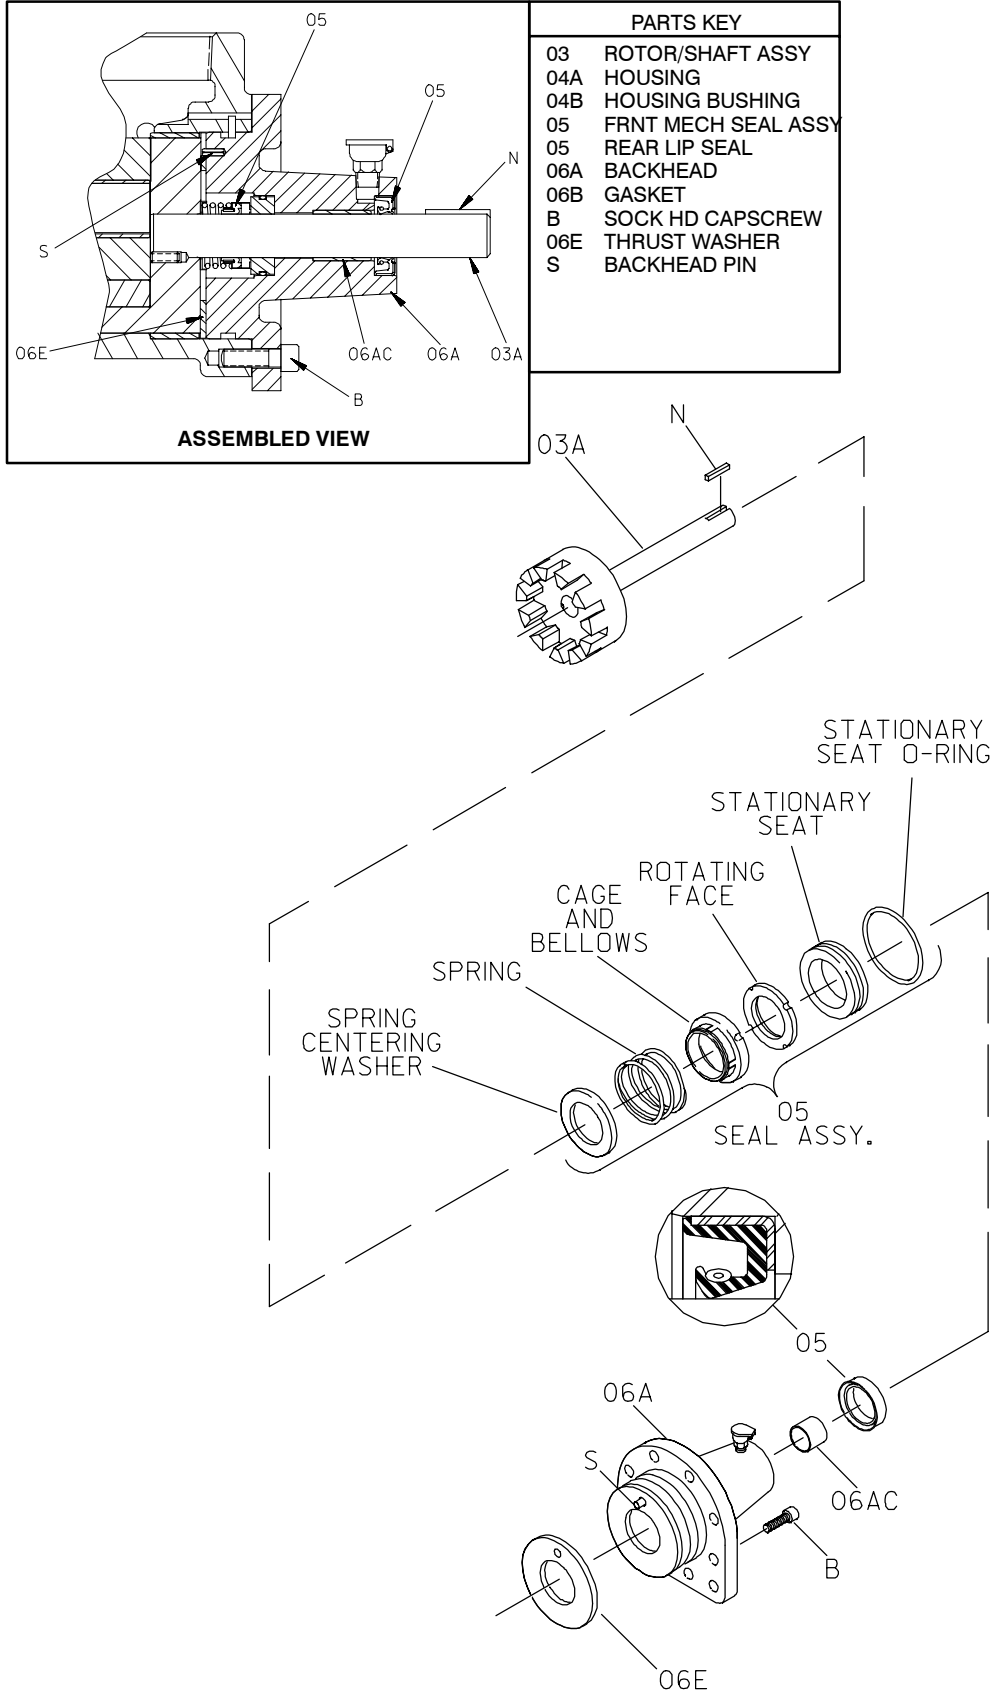 05
05
N
S
06E
06AC
06A
03A
B
ASSEMBLED VIEW
PARTS KEY
03 ROTOR/SHAFT ASSY
04A HOUSING
04B HOUSING BUSHING
05 FRNT MECH SEAL ASSY
05 REAR LIP SEAL
06A BACKHEAD
06B GASKET
B SOCK HD CAPSCREW
06E THRUST WASHER
S BACKHEAD PIN
N
03A
STATIONARY
SEAT O-RING
STATIONARY
SEAT
ROTATING
FACE
CAGE
AND
BELLOWS
SPRING
SPRING
CENTERING
WASHER
05
SEAL ASSY.
05
06A
S
06AC
B
06E